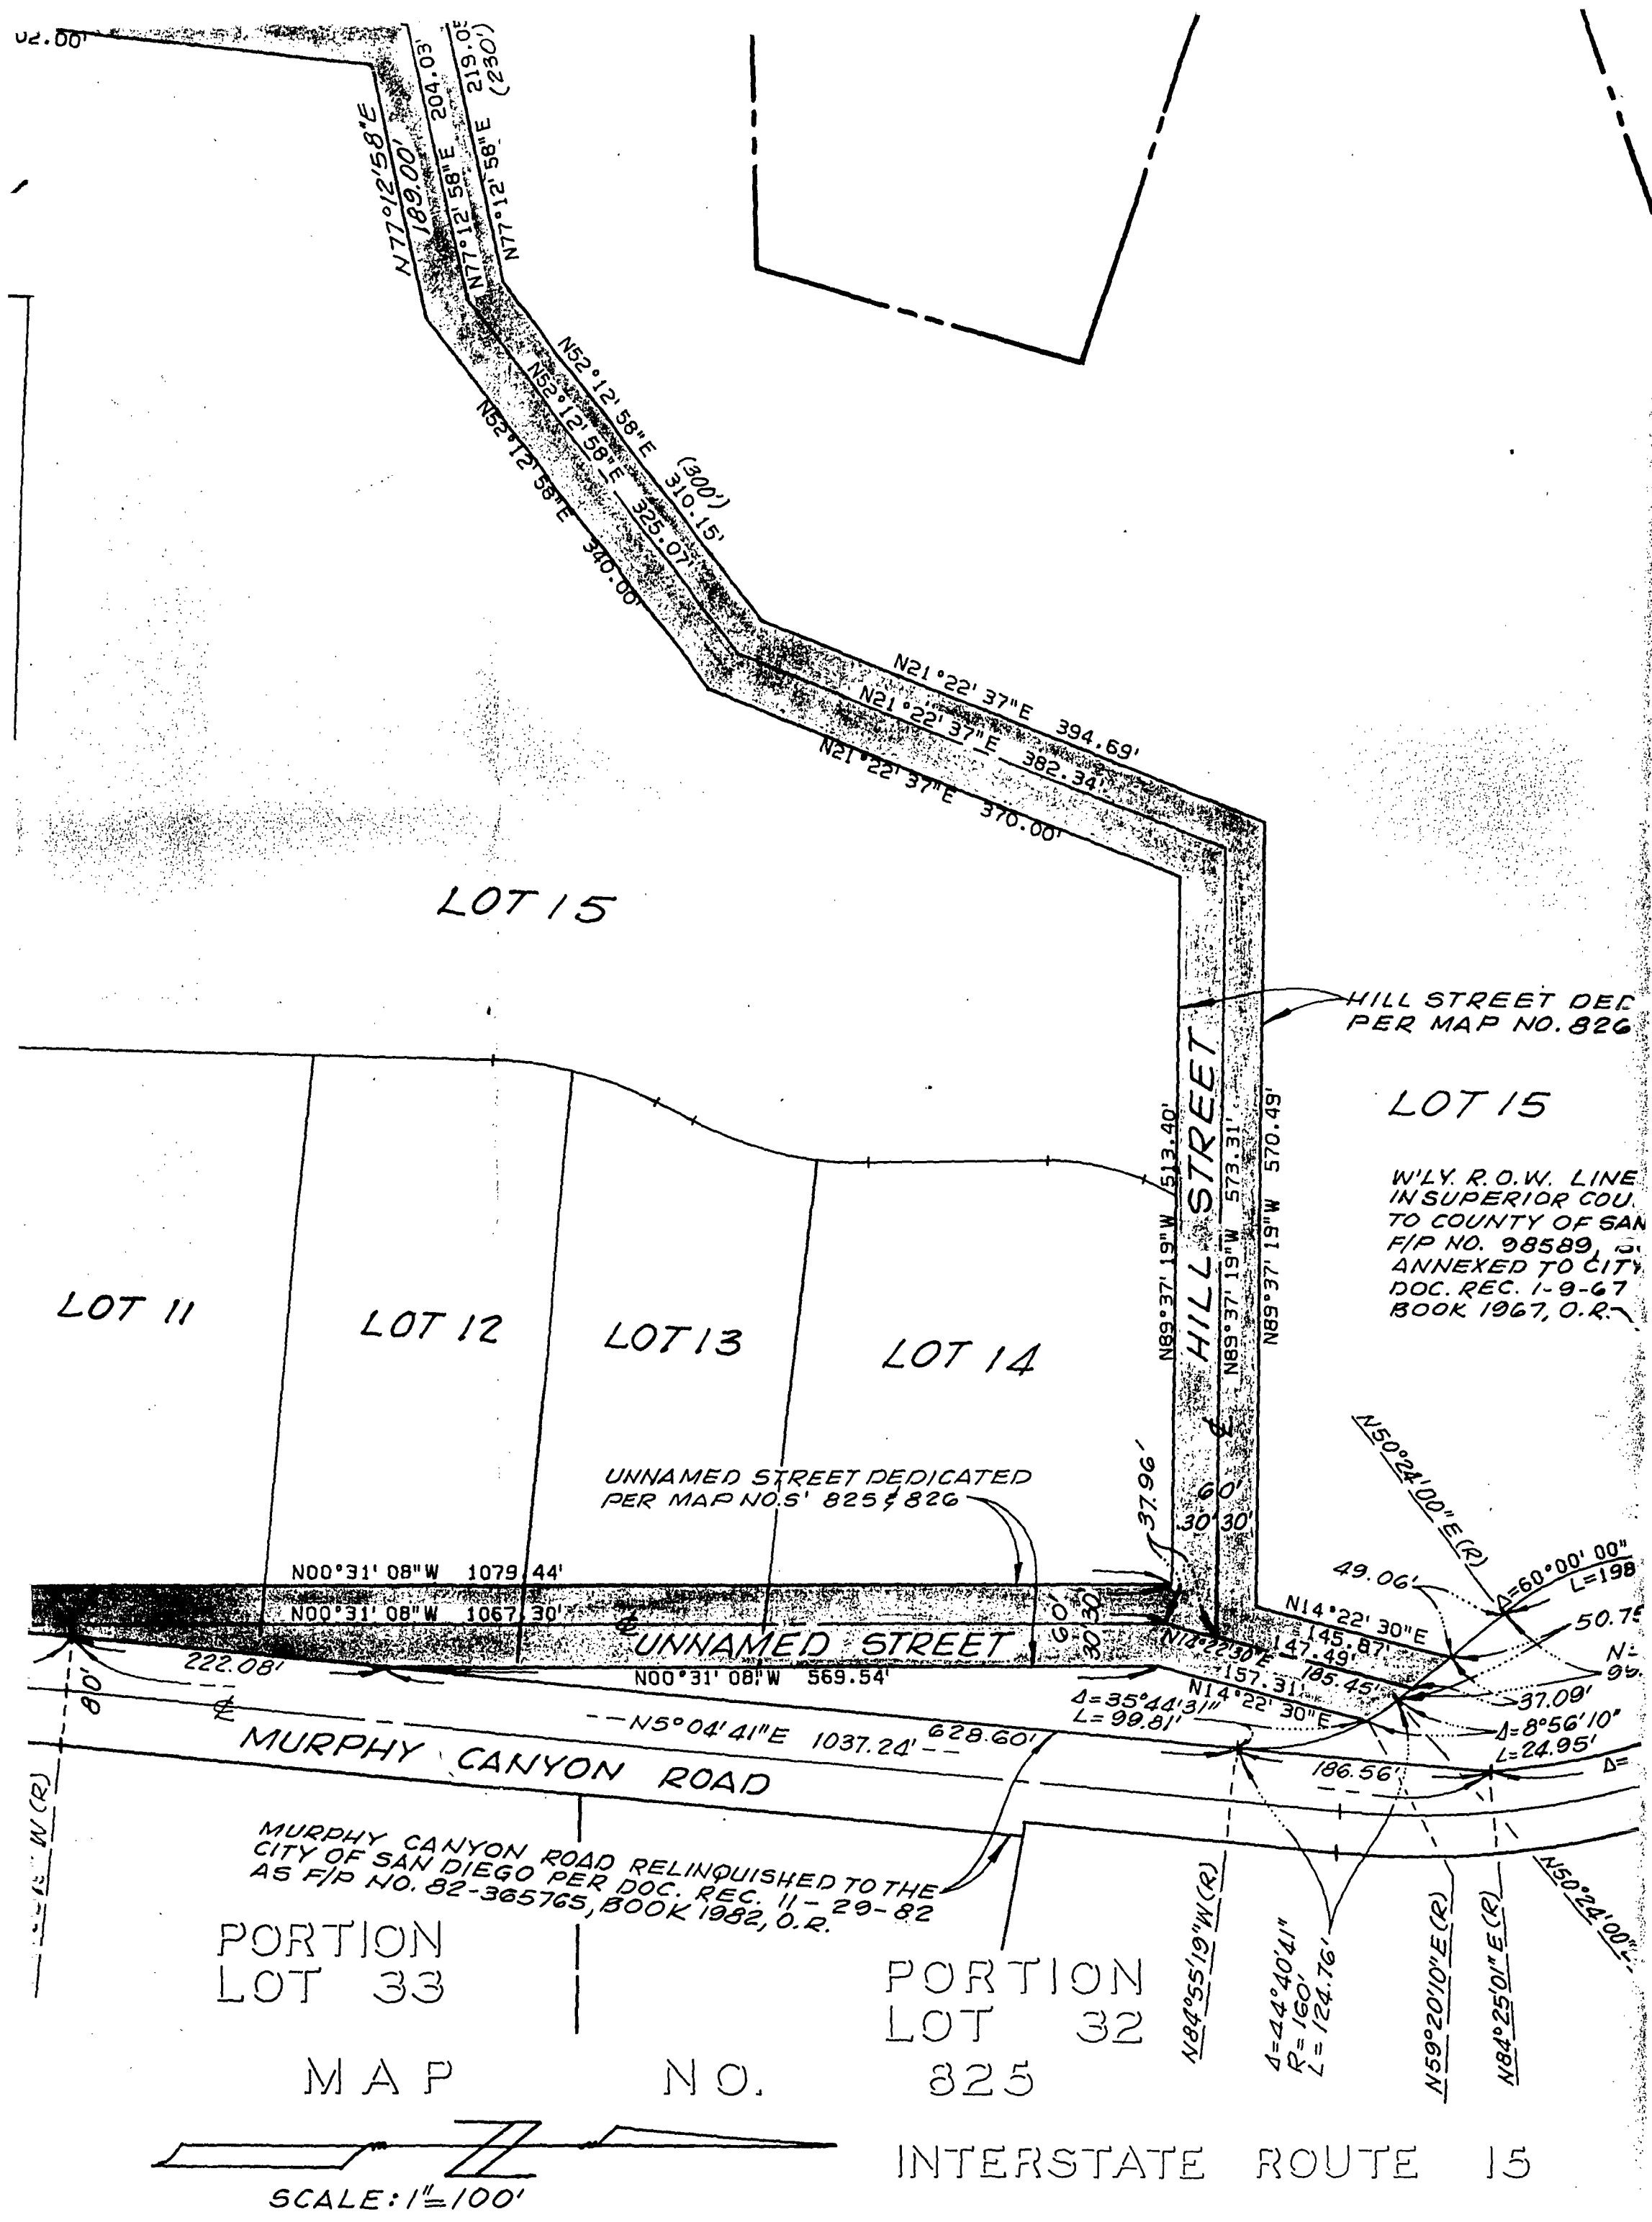 02.00'
204.03'
(230')
N77°12'58"E
189.00'
N77°12'58"E
N77°12'58"E
N52°12'58"E
(300')
310.15'
N52°12'58"E
325.07'
N52°12'58"E
340.00'
N21°22'37"E 394.69'
N21°22'37"E 382.34'
N21°22'37"E 370.00'
LOT 15
HILL STREET
PER MAP NO. 826
LOT 15
W'LY. R.O.W. LINE
IN SUPERIOR
TO COUNTY OF SAN
F/P NO. 98589,
ANNEXED TO CITY
DOC. REC. 1-9-67
BOOK 1967, O.R.
HILL STREET
N89°37'19"W 513.40'
N89°37'19"W 573.31'
N89°37'19"W 570.49'
℄
60'
30' 30'
LOT 11
LOT 12
LOT 13
LOT 14
UNNAMED STREET DEDICATED
PER MAP NO.S' 825 & 826
37.96'
N50°24'00"E (R)
N00°31'08"W 1079.44'
N00°31'08"W 1067.30'
℄
UNNAMED STREET
60'
30' 30'
N00°31'08"W 569.54'
49.06'
Δ=60°00'00"
L=198
N14°22'30"E
145.87'
147.49'
N14°22'30"E
185.45'
157.31'
N14°22'30"E
37.09'
Δ=8°56'10"
L=24.95'
Δ=
Δ=35°44'31"
L=99.81'
222.08'
80'
℄
N5°04'41"E 1037.24'
628.60'
186.56'
MURPHY CANYON ROAD
W (R)
MURPHY CANYON ROAD RELINQUISHED TO THE
CITY OF SAN DIEGO PER DOC. REC. 11-29-82
AS F/P NO. 82-365765, BOOK 1982, O.R.
N84°55'19"W (R)
Δ=44°40'41"
R=160'
L=124.76'
N59°20'10"E (R)
N84°25'01"E (R)
N50°24'00"
PORTION
LOT 33
PORTION
LOT 32
MAP NO. 825
INTERSTATE ROUTE 15
SCALE: 1"=100'